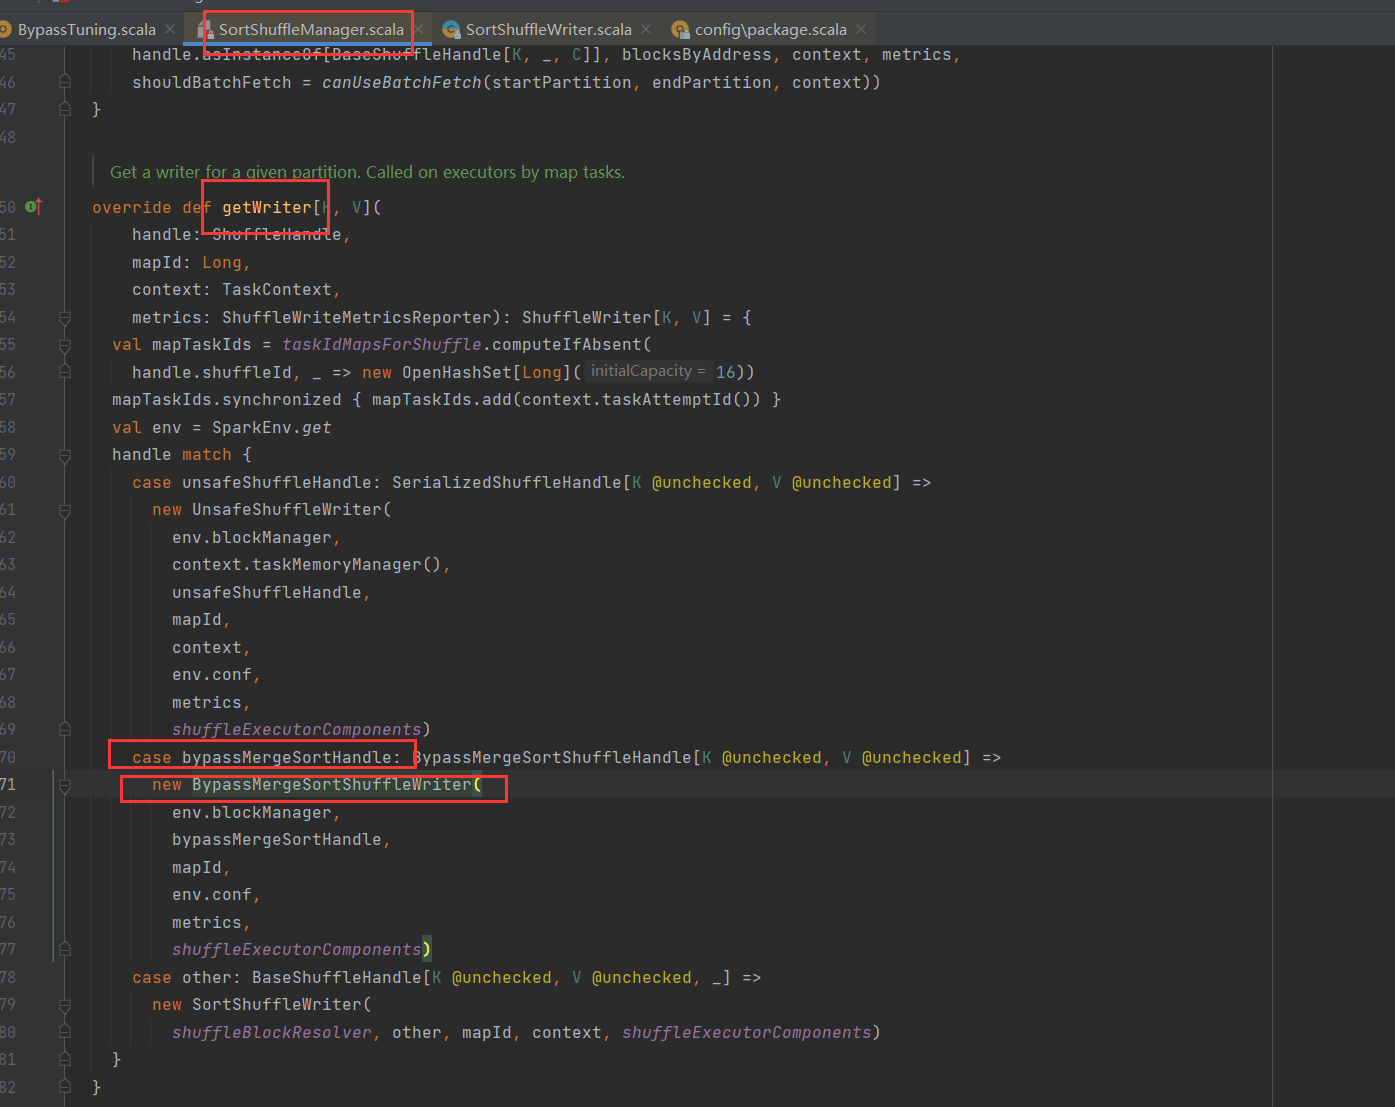 BypassTuning.scala SortShuffleManager.scala SortShuffleWriter.scala config\package.scala
45 handle.asInstanceOf[BaseShuffleHandle[K, _, C]], blocksByAddress, context, metrics,
46 shouldBatchFetch = canUseBatchFetch(startPartition, endPartition, context))
47 }
48
Get a writer for a given partition. Called on executors by map tasks.
50 override def getWriter[K, V](
51 handle: ShuffleHandle,
52 mapId: Long,
53 context: TaskContext,
54 metrics: ShuffleWriteMetricsReporter): ShuffleWriter[K, V] = {
55 val mapTaskIds = taskIdMapsForShuffle.computeIfAbsent(
56 handle.shuffleId, _ => new OpenHashSet[Long]( initialCapacity = 16))
57 mapTaskIds.synchronized { mapTaskIds.add(context.taskAttemptId()) }
58 val env = SparkEnv.get
59 handle match {
60 case unsafeShuffleHandle: SerializedShuffleHandle[K @unchecked, V @unchecked] =>
61 new UnsafeShuffleWriter(
62 env.blockManager,
63 context.taskMemoryManager(),
64 unsafeShuffleHandle,
65 mapId,
66 context,
67 env.conf,
68 metrics,
69 shuffleExecutorComponents)
70 case bypassMergeSortHandle: BypassMergeSortShuffleHandle[K @unchecked, V @unchecked] =>
71 new BypassMergeSortShuffleWriter(
72 env.blockManager,
73 bypassMergeSortHandle,
74 mapId,
75 env.conf,
76 metrics,
77 shuffleExecutorComponents)
78 case other: BaseShuffleHandle[K @unchecked, V @unchecked, _] =>
79 new SortShuffleWriter(
80 shuffleBlockResolver, other, mapId, context, shuffleExecutorComponents)
81 }
82 }